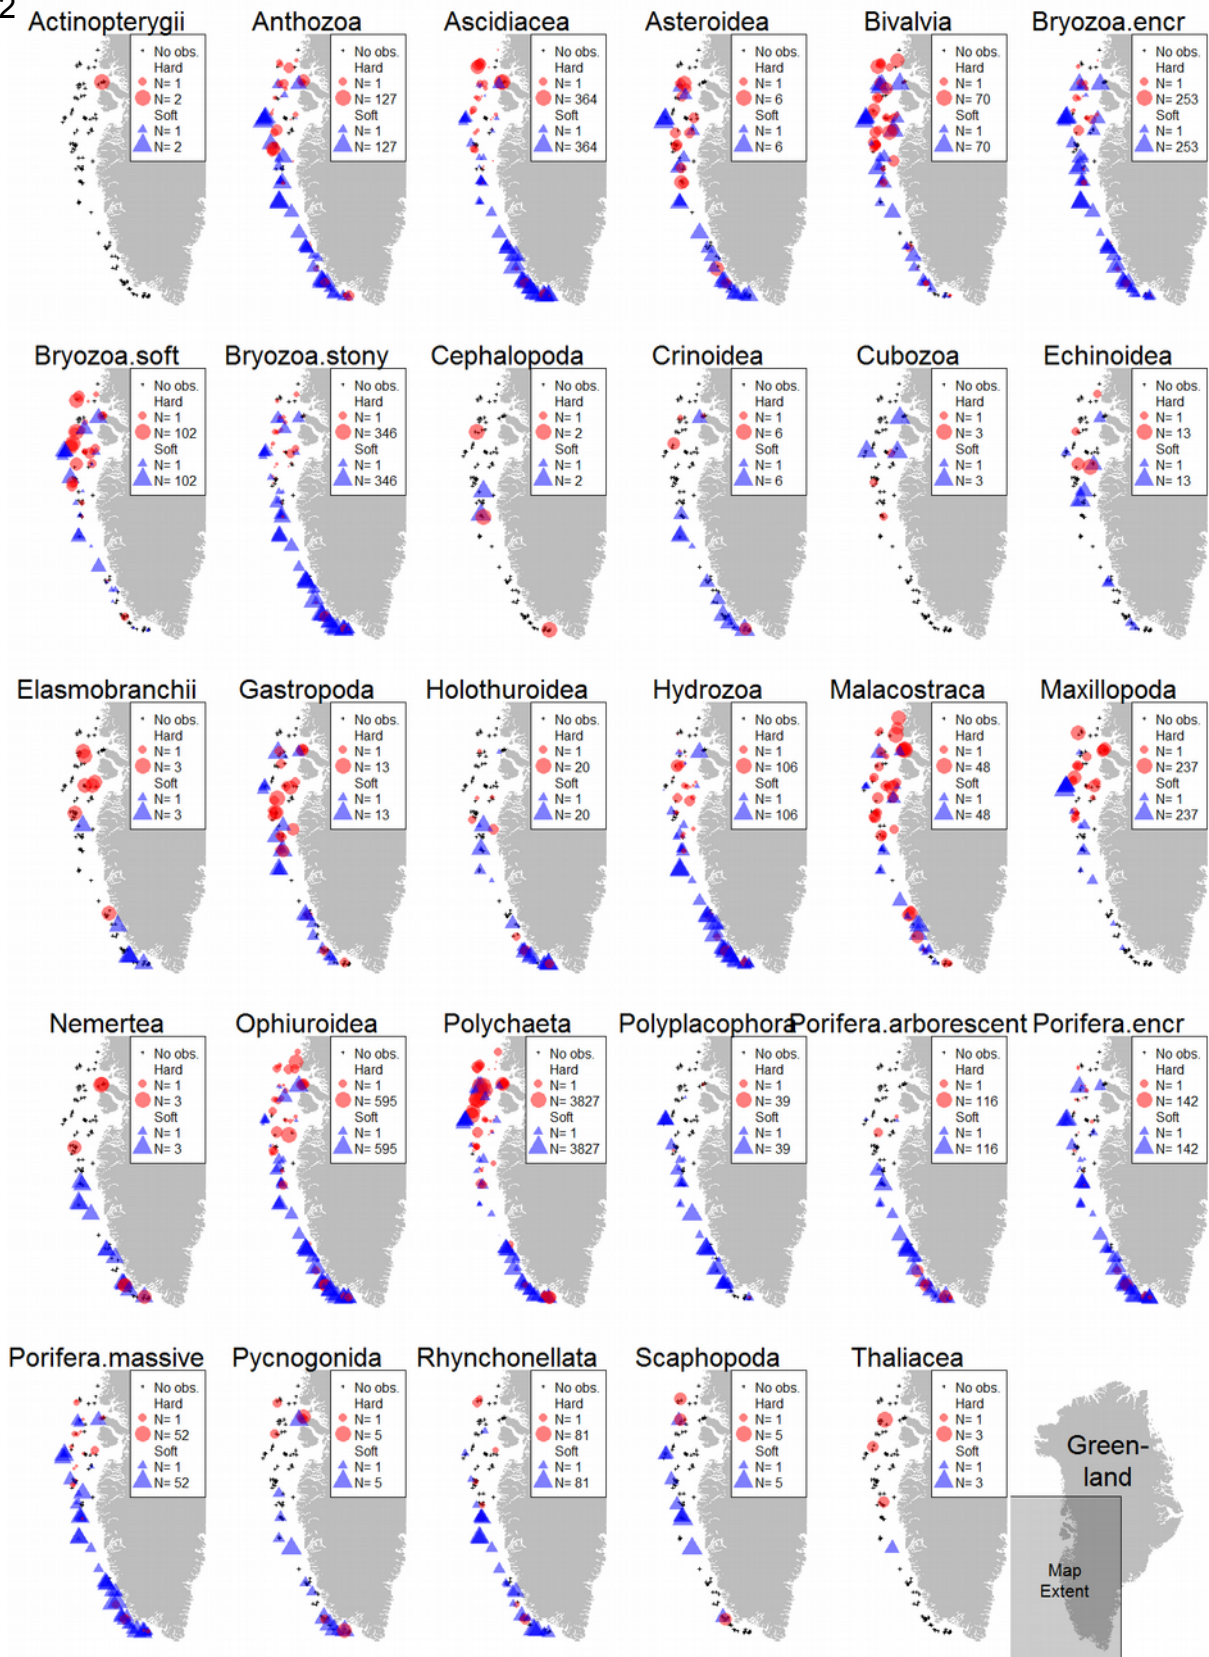 2
Actinopterygii
No obs.
Hard
N= 1
N= 2
Soft
N= 1
N= 2
Anthozoa
No obs.
Hard
N= 1
N= 127
Soft
N= 1
N= 127
Ascidiacea
No obs.
Hard
N= 1
N= 364
Soft
N= 1
N= 364
Asteroidea
No obs.
Hard
N= 1
N= 6
Soft
N= 1
N= 6
Bivalvia
No obs.
Hard
N= 1
N= 70
Soft
N= 1
N= 70
Bryozoa.encr
No obs.
Hard
N= 1
N= 253
Soft
N= 1
N= 253
Bryozoa.soft
No obs.
Hard
N= 1
N= 102
Soft
N= 1
N= 102
Bryozoa.stony
No obs.
Hard
N= 1
N= 346
Soft
N= 1
N= 346
Cephalopoda
No obs.
Hard
N= 1
N= 2
Soft
N= 1
N= 2
Crinoidea
No obs.
Hard
N= 1
N= 6
Soft
N= 1
N= 6
Cubozoa
No obs.
Hard
N= 1
N= 3
Soft
N= 1
N= 3
Echinoidea
No obs.
Hard
N= 1
N= 13
Soft
N= 1
N= 13
Elasmobranchii
No obs.
Hard
N= 1
N= 3
Soft
N= 1
N= 3
Gastropoda
No obs.
Hard
N= 1
N= 13
Soft
N= 1
N= 13
Holothuroidea
No obs.
Hard
N= 1
N= 20
Soft
N= 1
N= 20
Hydrozoa
No obs.
Hard
N= 1
N= 106
Soft
N= 1
N= 106
Malacostraca
No obs.
Hard
N= 1
N= 48
Soft
N= 1
N= 48
Maxillopoda
No obs.
Hard
N= 1
N= 237
Soft
N= 1
N= 237
Nemertea
No obs.
Hard
N= 1
N= 3
Soft
N= 1
N= 3
Ophiuroidea
No obs.
Hard
N= 1
N= 595
Soft
N= 1
N= 595
Polychaeta
No obs.
Hard
N= 1
N= 3827
Soft
N= 1
N= 3827
Polyplacophora
No obs.
Hard
N= 1
N= 39
Soft
N= 1
N= 39
Porifera.arborescent
No obs.
Hard
N= 1
N= 116
Soft
N= 1
N= 116
Porifera.encr
No obs.
Hard
N= 1
N= 142
Soft
N= 1
N= 142
Porifera.massive
No obs.
Hard
N= 1
N= 52
Soft
N= 1
N= 52
Pycnogonida
No obs.
Hard
N= 1
N= 5
Soft
N= 1
N= 5
Rhynchonellata
No obs.
Hard
N= 1
N= 81
Soft
N= 1
N= 81
Scaphopoda
No obs.
Hard
N= 1
N= 5
Soft
N= 1
N= 5
Thaliacea
No obs.
Hard
N= 1
N= 3
Soft
N= 1
N= 3
Green-
land
Map
Extent